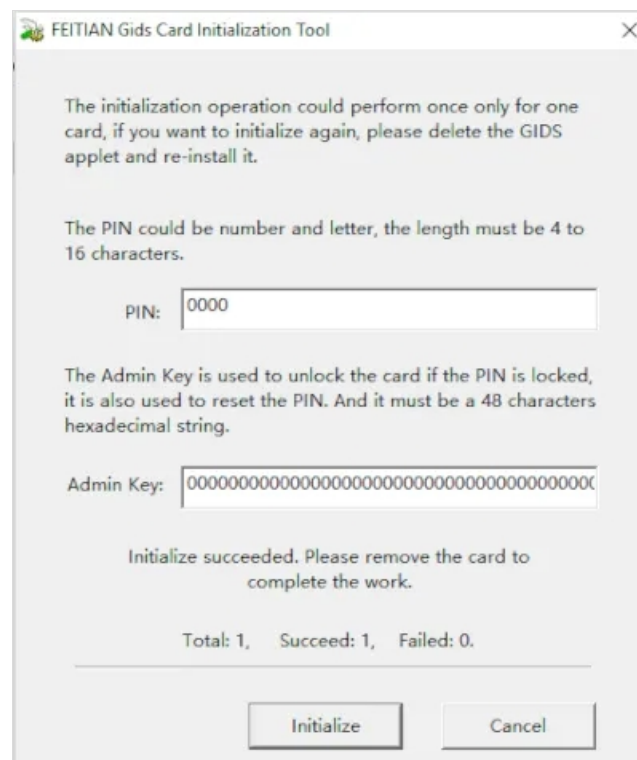 FEITIAN Gids Card Initialization Tool
The initialization operation could perform once only for one
card, if you want to initialize again, please delete the GIDS
applet and re-install it.
The PIN could be number and letter, the length must be 4 to
16 characters.
PIN: 0000
The Admin Key is used to unlock the card if the PIN is locked,
it is also used to reset the PIN. And it must be a 48 characters
hexadecimal string.
Admin Key: 000000000000000000000000000000000000000000
Initialize succeeded. Please remove the card to
complete the work.
Total: 1, Succeed: 1, Failed: 0.
Initialize Cancel